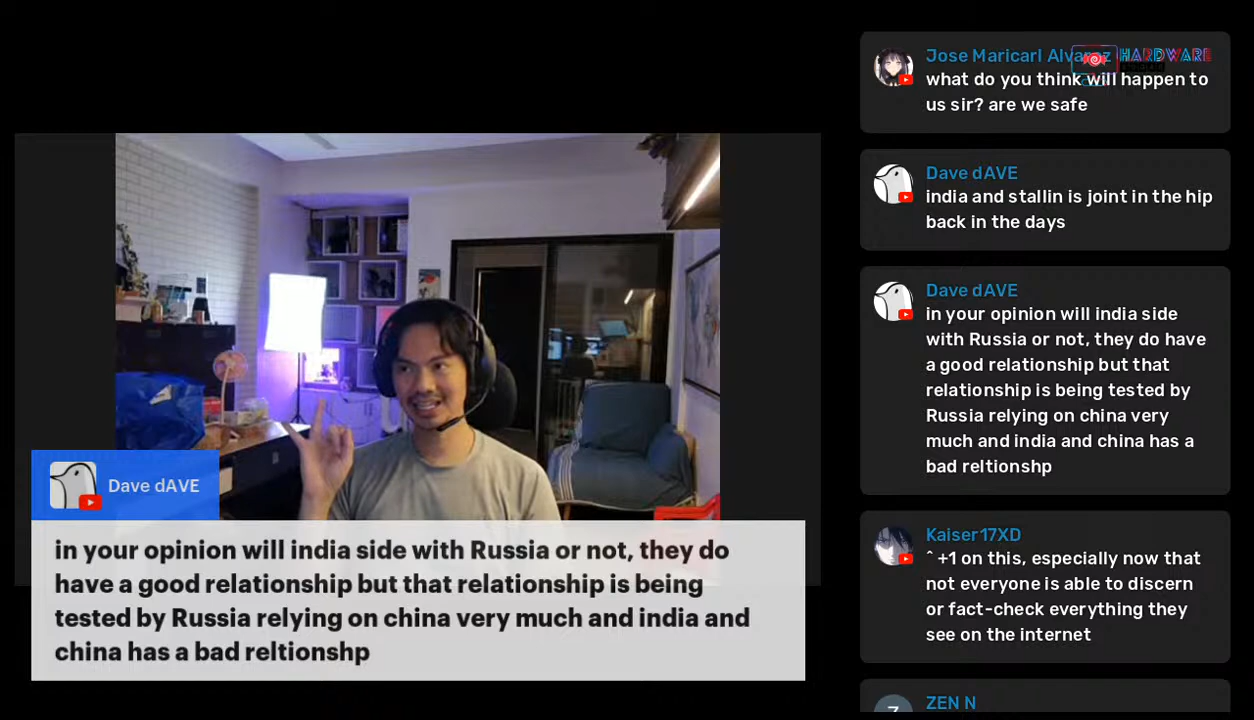 Jose Maricarl Alvarez
HARDWARE
what do you think will happen to
us sir? are we safe
Dave dAVE
india and stallin is joint in the hip
back in the days
Dave dAVE
in your opinion will india side
with Russia or not, they do have
a good relationship but that
relationship is being tested by
Russia relying on china very
much and india and china has a
bad reltionshp
Kaiser17XD
^ +1 on this, especially now that
not everyone is able to discern
or fact-check everything they
see on the internet
Z
ZEN N
Dave dAVE
in your opinion will india side with Russia or not, they do
have a good relationship but that relationship is being
tested by Russia relying on china very much and india and
china has a bad reltionshp